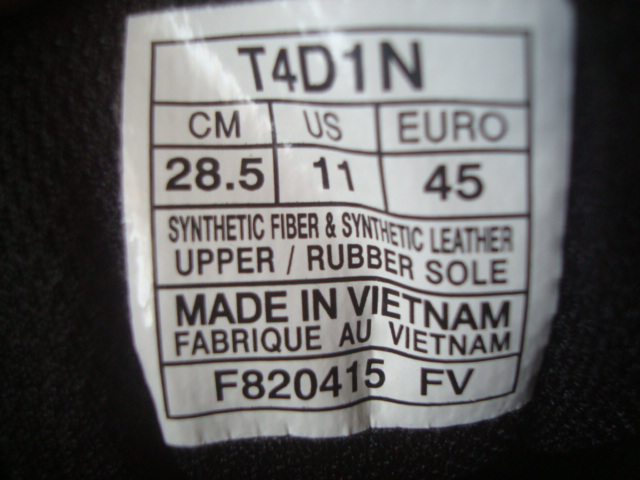 T4D1N
CM US EURO
28.5 11 45
SYNTHETIC FIBER & SYNTHETIC LEATHER
UPPER / RUBBER SOLE
MADE IN VIETNAM
FABRIQUE AU VIETNAM
F820415 FV